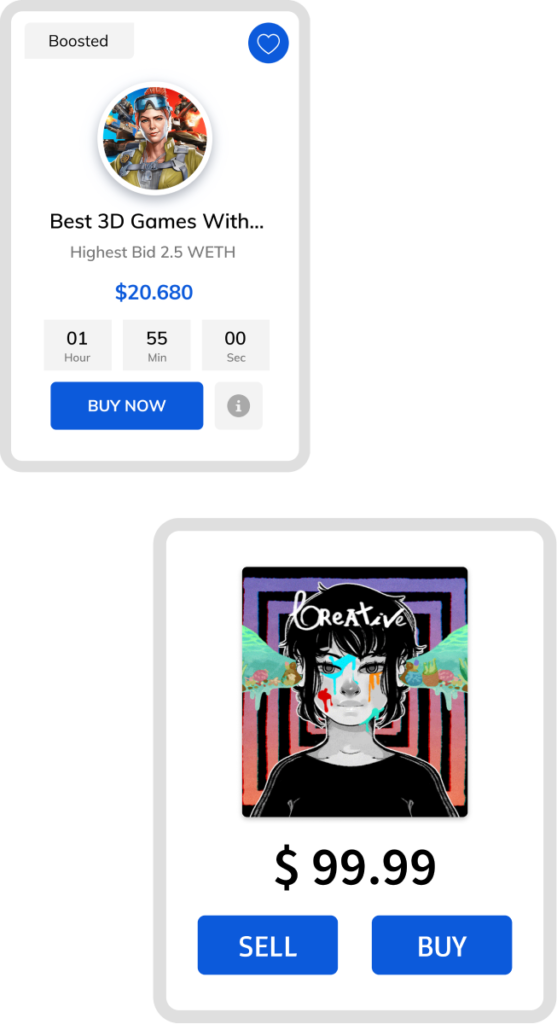 Boosted
Best 3D Games With...
Highest Bid 2.5 WETH
$20.680
01 55 00
Hour Min Sec
BUY NOW
CREATIVE
$ 99.99
SELL BUY